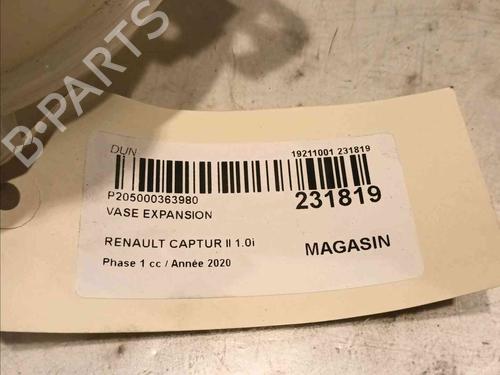 DUN
19211001 231819
P205000363980
VASE EXPANSION
231819
RENAULT CAPTUR II 1.0i
MAGASIN
Phase 1 cc / Année 2020
B-PARTS